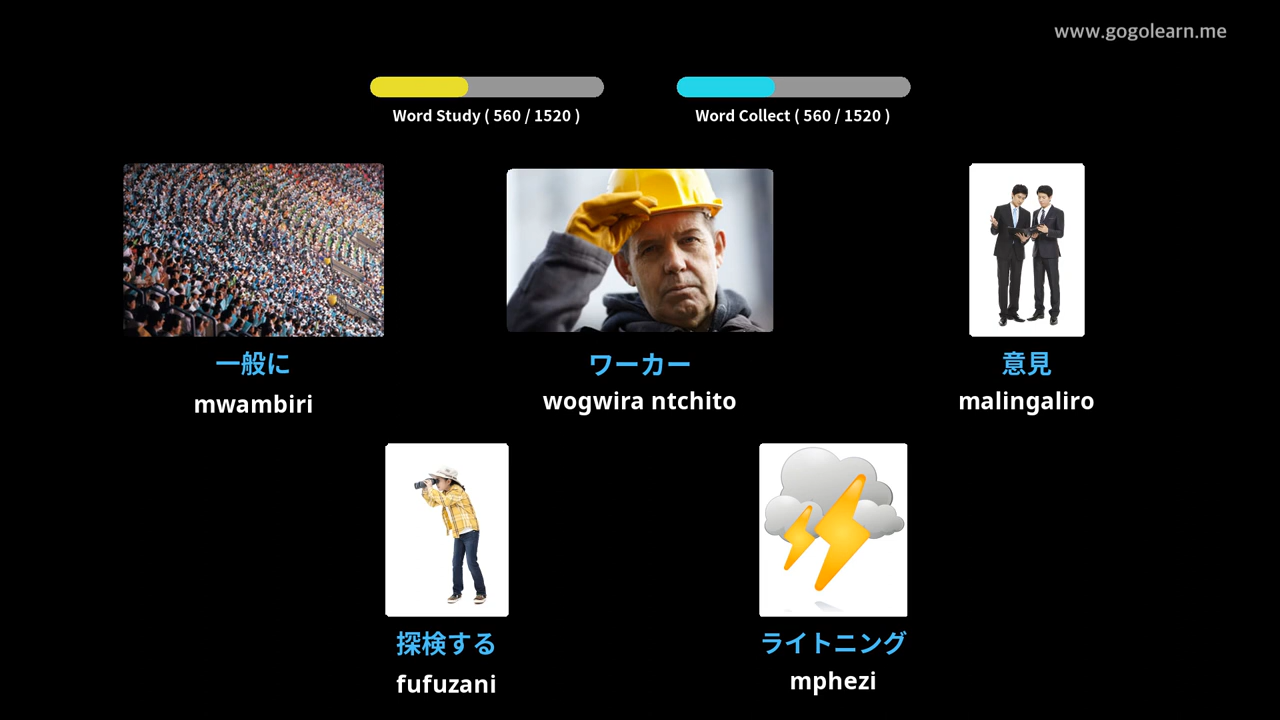 www.gogolearn.me
Word Study ( 560 / 1520 )
Word Collect ( 560 / 1520 )
一般に
mwambiri
ワーカー
wogwira ntchito
意見
malingaliro
探検する
fufuzani
ライトニング
mphezi